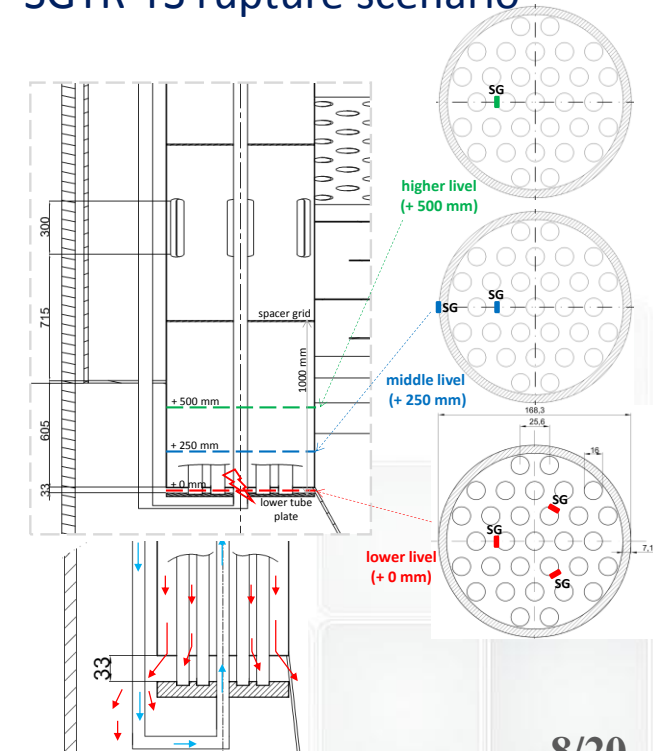 SGTR-TS rupture scenario
SG
higher livel
(+ 500 mm)
300
715
605
33
spacer grid
1000 mm
+ 500 mm
+ 250 mm
+ 0 mm
lower tube
plate
SG
SG
middle livel
(+ 250 mm)
168,3
25,6
16
7,1
SG
SG
SG
lower livel
(+ 0 mm)
33
8/20